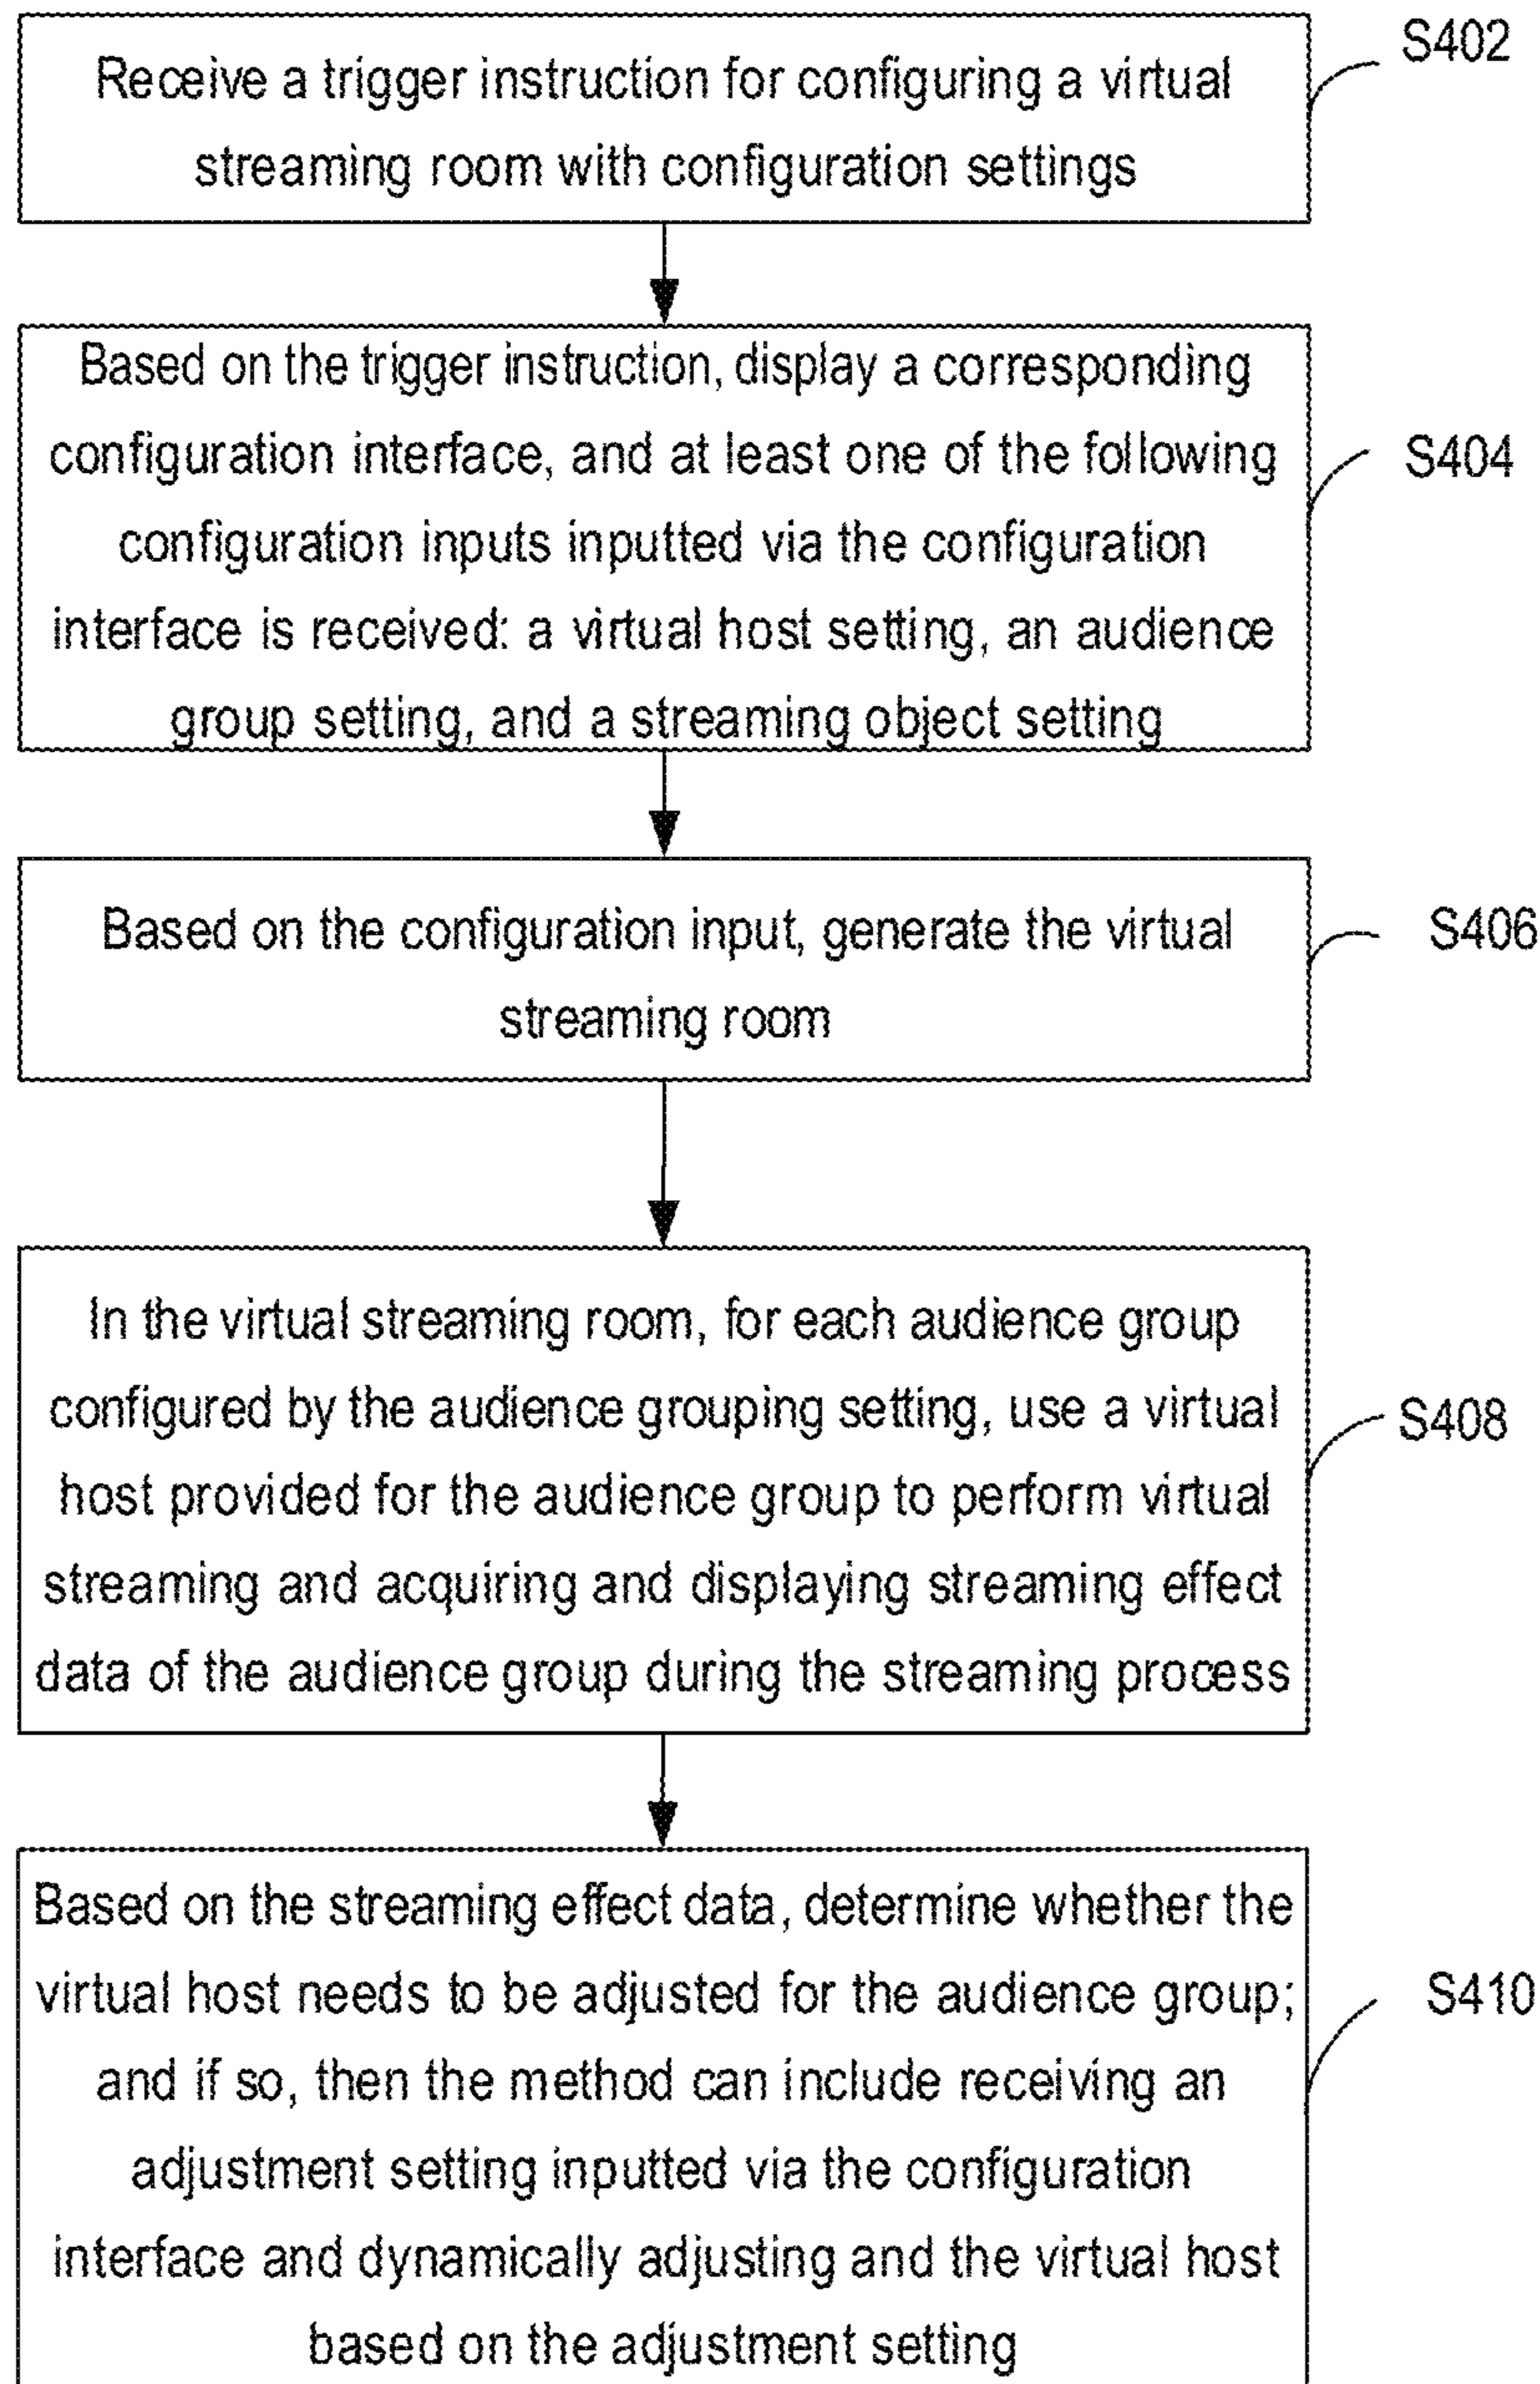 Receive a trigger instruction for configuring a virtual
streaming room with configuration settings
S402
Based on the trigger instruction, display a corresponding
configuration interface, and at least one of the following
configuration inputs inputted via the configuration
interface is received: a virtual host setting, an audience
group setting, and a streaming object setting
S404
Based on the configuration input, generate the virtual
streaming room
S406
In the virtual streaming room, for each audience group
configured by the audience grouping setting, use a virtual
host provided for the audience group to perform virtual
streaming and acquiring and displaying streaming effect
data of the audience group during the streaming process
S408
Based on the streaming effect data, determine whether the
virtual host needs to be adjusted for the audience group;
and if so, then the method can include receiving an
adjustment setting inputted via the configuration
interface and dynamically adjusting and the virtual host
based on the adjustment setting
S410